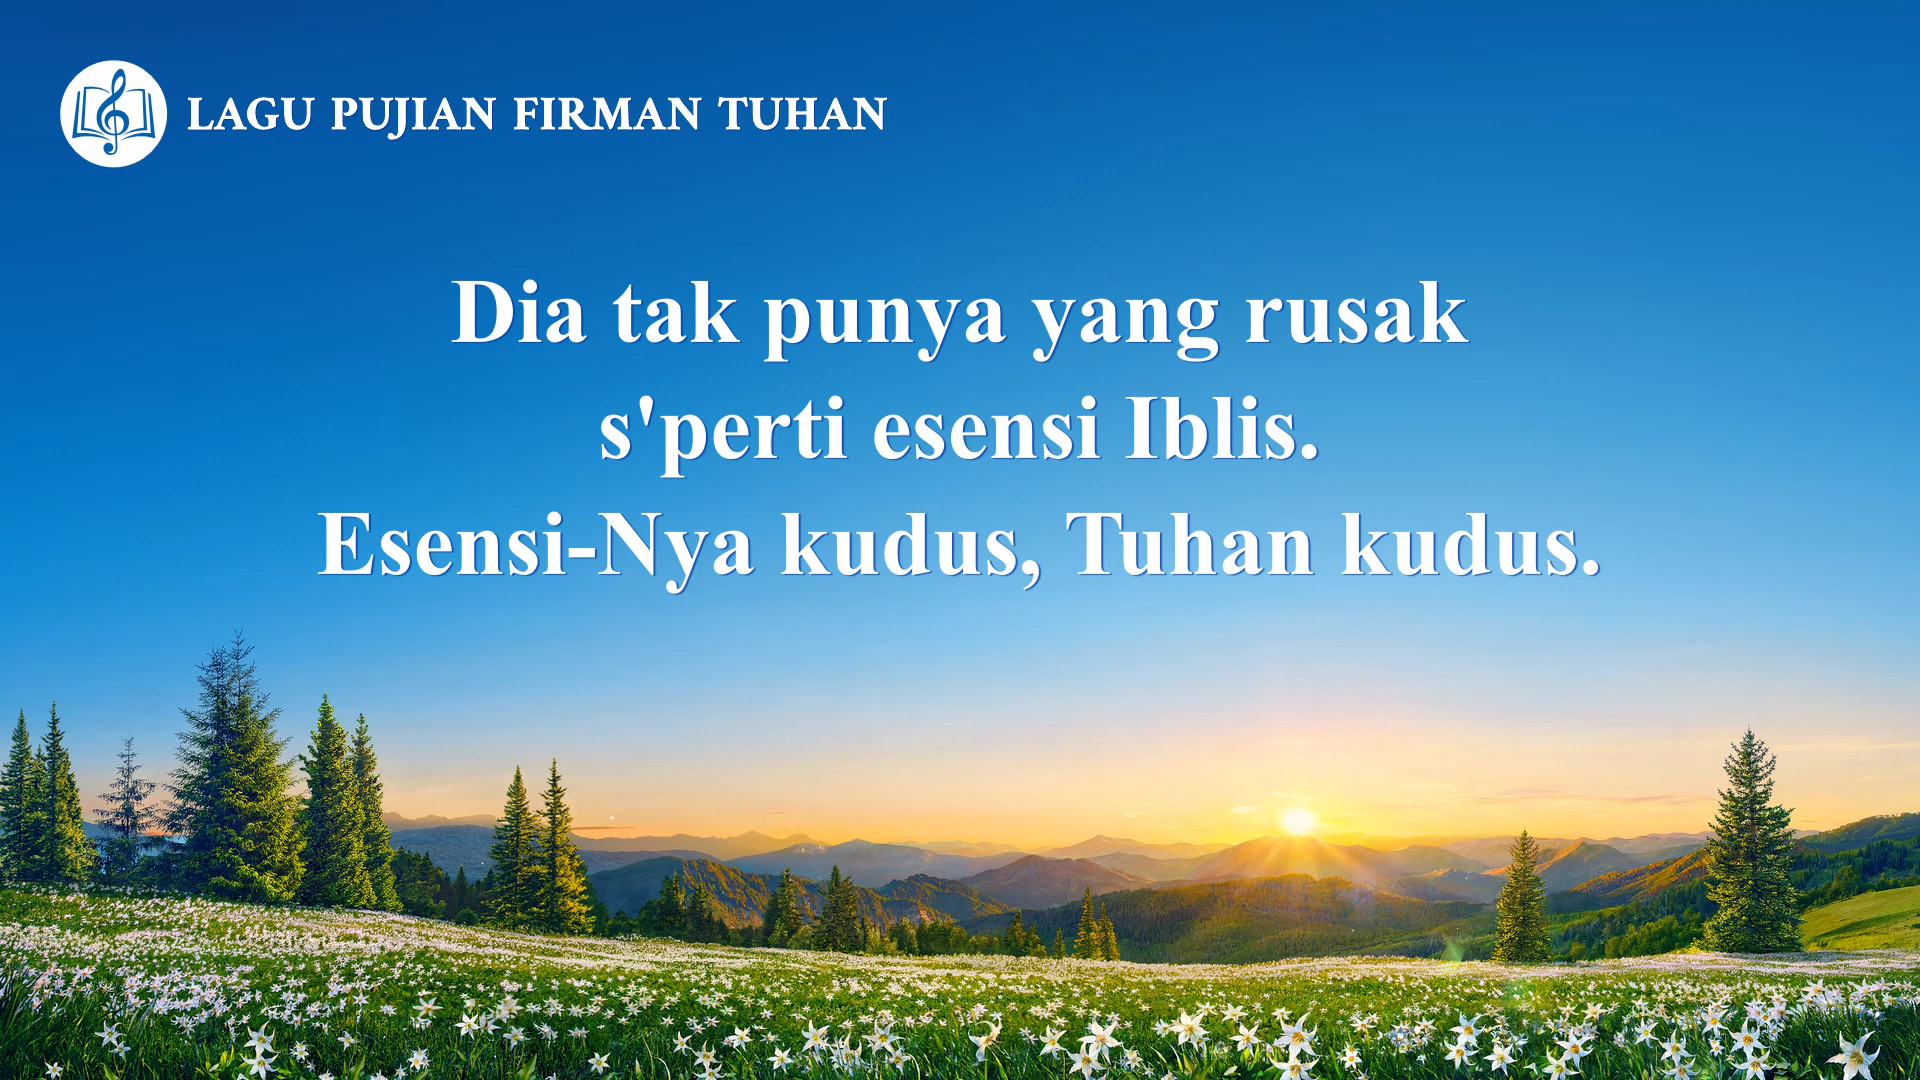 LAGU PUJIAN FIRMAN TUHAN
Dia tak punya yang rusak
s'perti esensi Iblis.
Esensi-Nya kudus, Tuhan kudus.